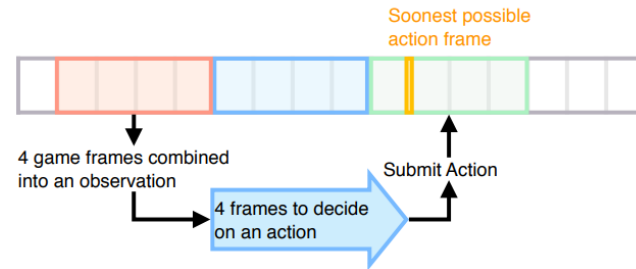 Soonest possible
action frame
4 game frames combined
into an observation
4 frames to decide
on an action
Submit Action